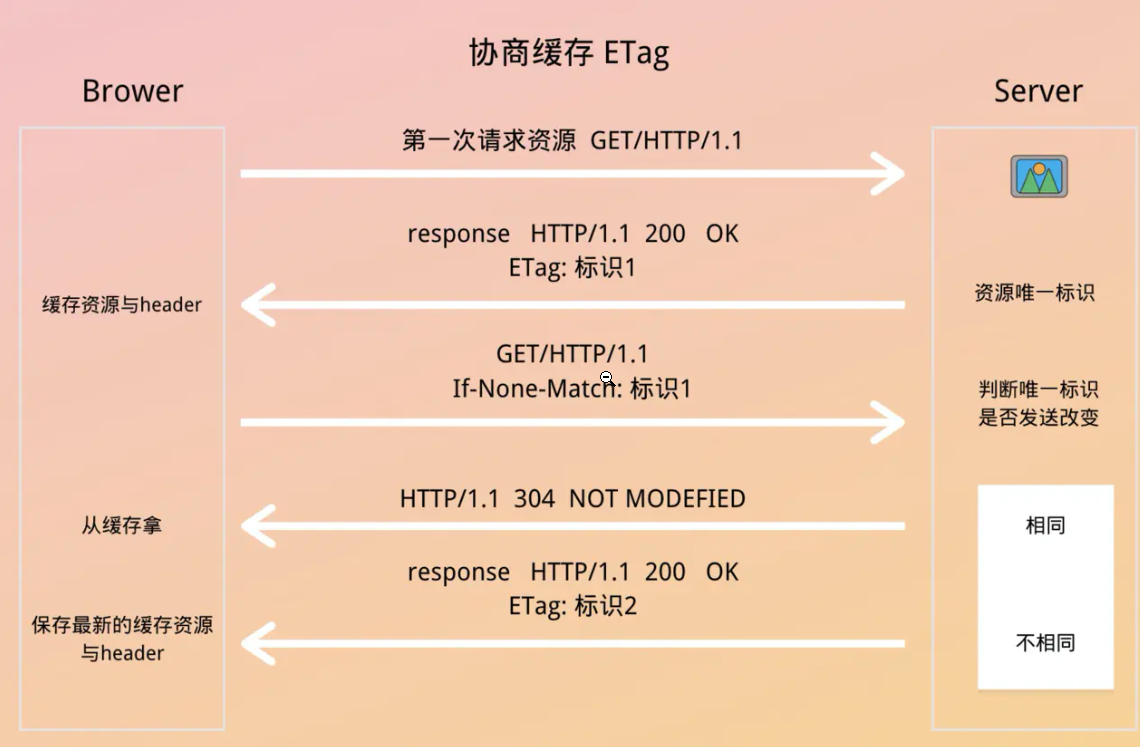 协商缓存 ETag
Brower
Server
第一次请求资源 GET/HTTP/1.1
response HTTP/1.1 200 OK
ETag: 标识1
缓存资源与header
资源唯一标识
GET/HTTP/1.1
If-None-Match: 标识1
判断唯一标识
是否发送改变
HTTP/1.1 304 NOT MODEFIED
从缓存拿
相同
response HTTP/1.1 200 OK
ETag: 标识2
保存最新的缓存资源
与header
不相同